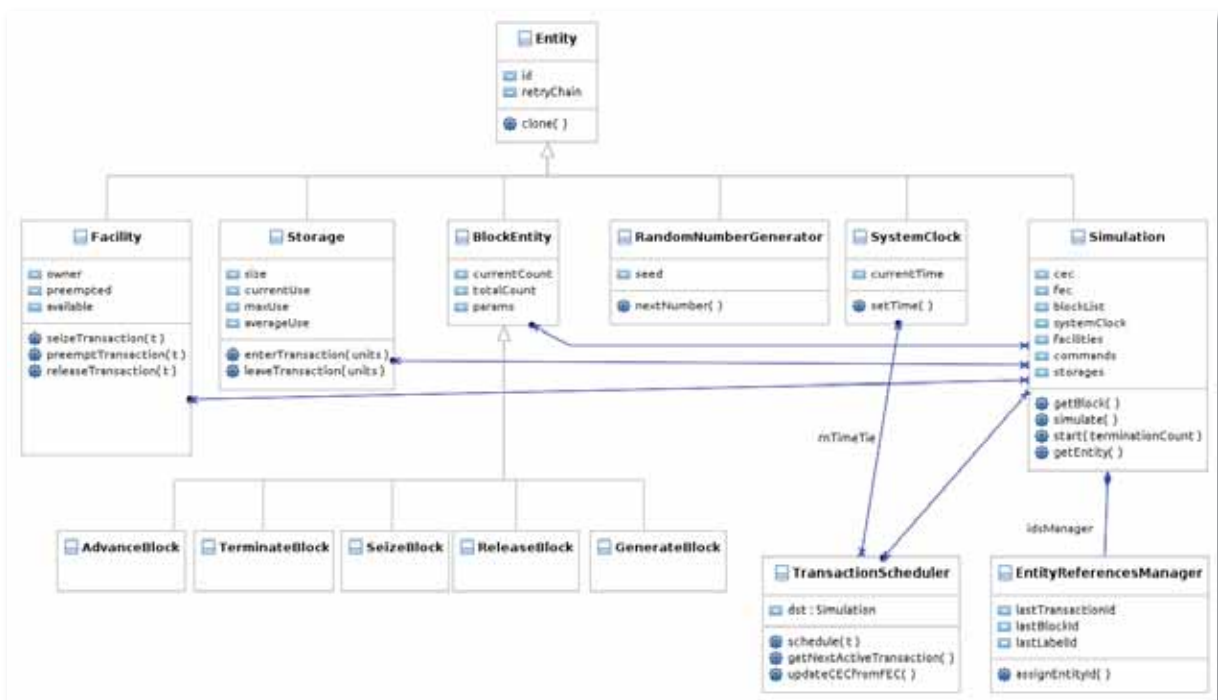 Entity
id
retryChain
clone( )
Facility
owner
preempted
available
seizeTransaction(t)
preemptTransaction(t)
releaseTransaction(t)
Storage
size
currentUse
maxUse
averageUse
enterTransaction(units)
leaveTransaction(units)
BlockEntity
currentCount
totalCount
params
RandomNumberGenerator
seed
nextNumber( )
SystemClock
currentTime
setTime( )
Simulation
cec
fec
blockList
systemClock
facilities
commands
storages
getBlock( )
simulate( )
start(terminationCount)
getEntity( )
mTimeTie
idsManager
AdvanceBlock
TerminateBlock
SeizeBlock
ReleaseBlock
GenerateBlock
TransactionScheduler
dst : Simulation
schedule(t)
getNextActiveTransaction( )
updateCECfromFEC( )
EntityReferencesManager
lastTransactionId
lastBlockId
lastLabelId
assignEntityId( )